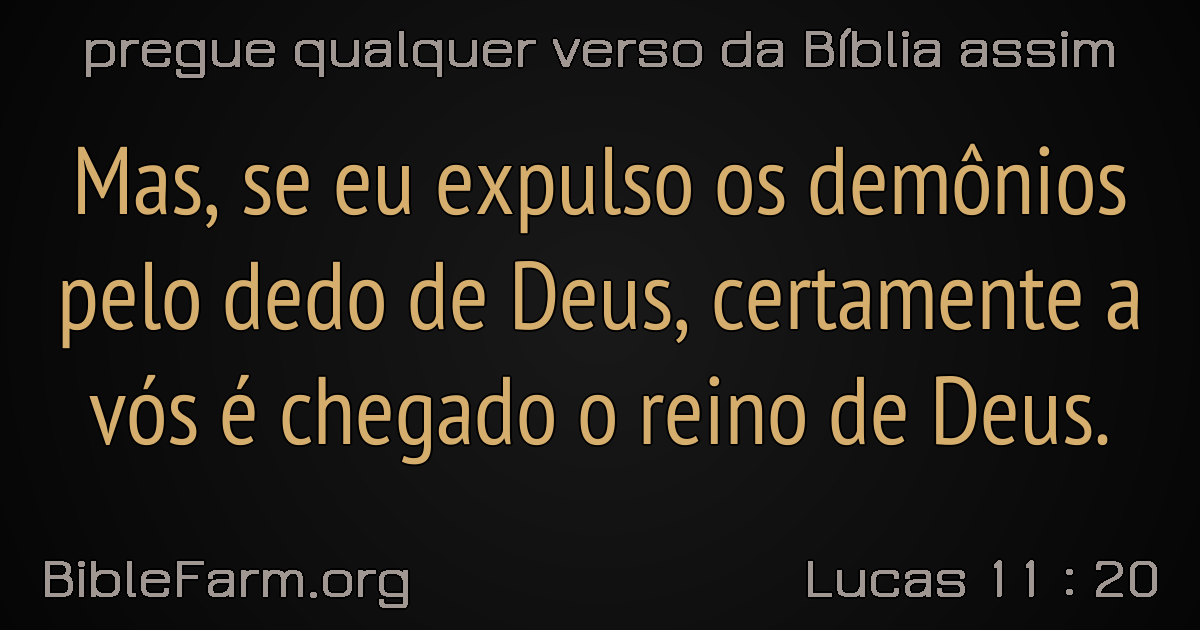 pregue qualquer verso da Bíblia assim
Mas, se eu expulso os demônios
pelo dedo de Deus, certamente a
vós é chegado o reino de Deus.
BibleFarm.org
Lucas 11 : 20